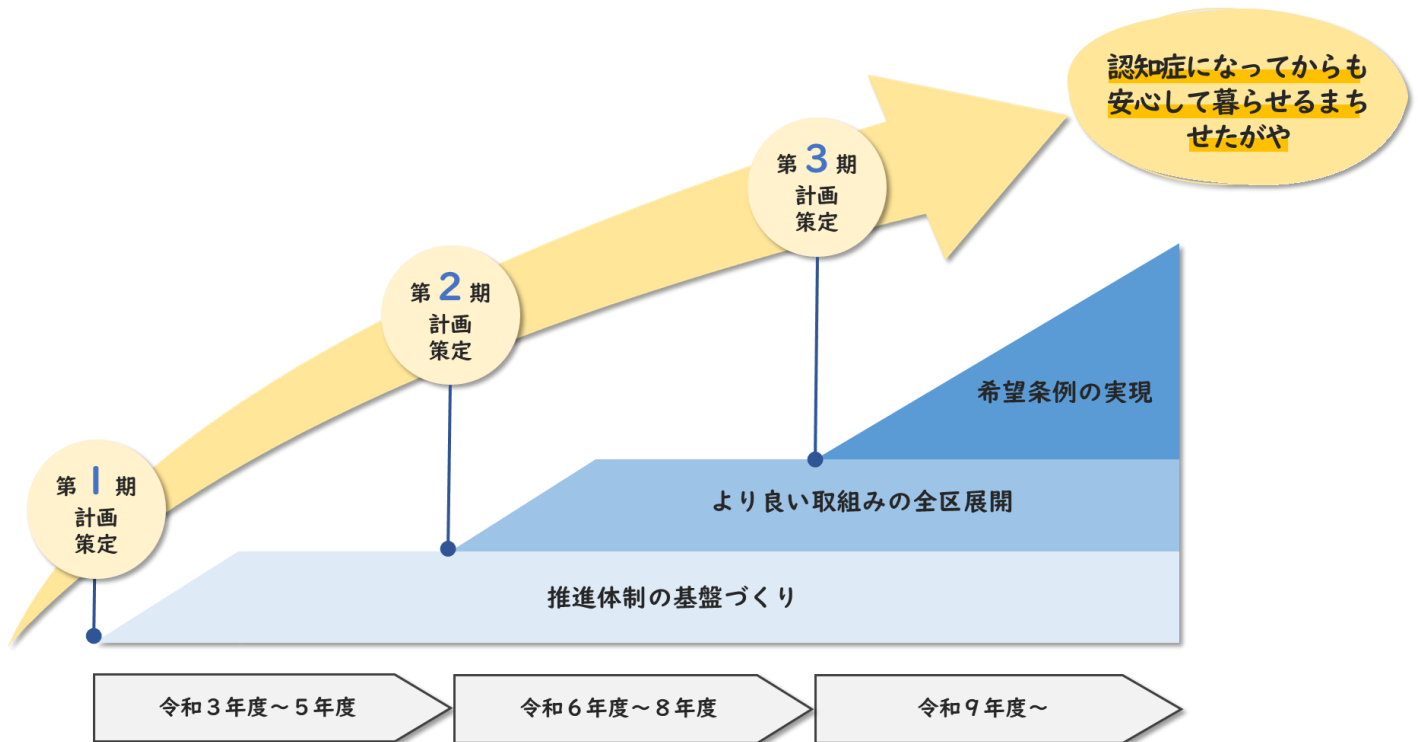 認知症になってからも
安心して暮らせるまち
せたがや
第3期
計画
策定
第2期
計画
策定
第1期
計画
策定
希望条例の実現
より良い取組みの全区展開
推進体制の基盤づくり
令和3年度～5年度
令和6年度～8年度
令和9年度～